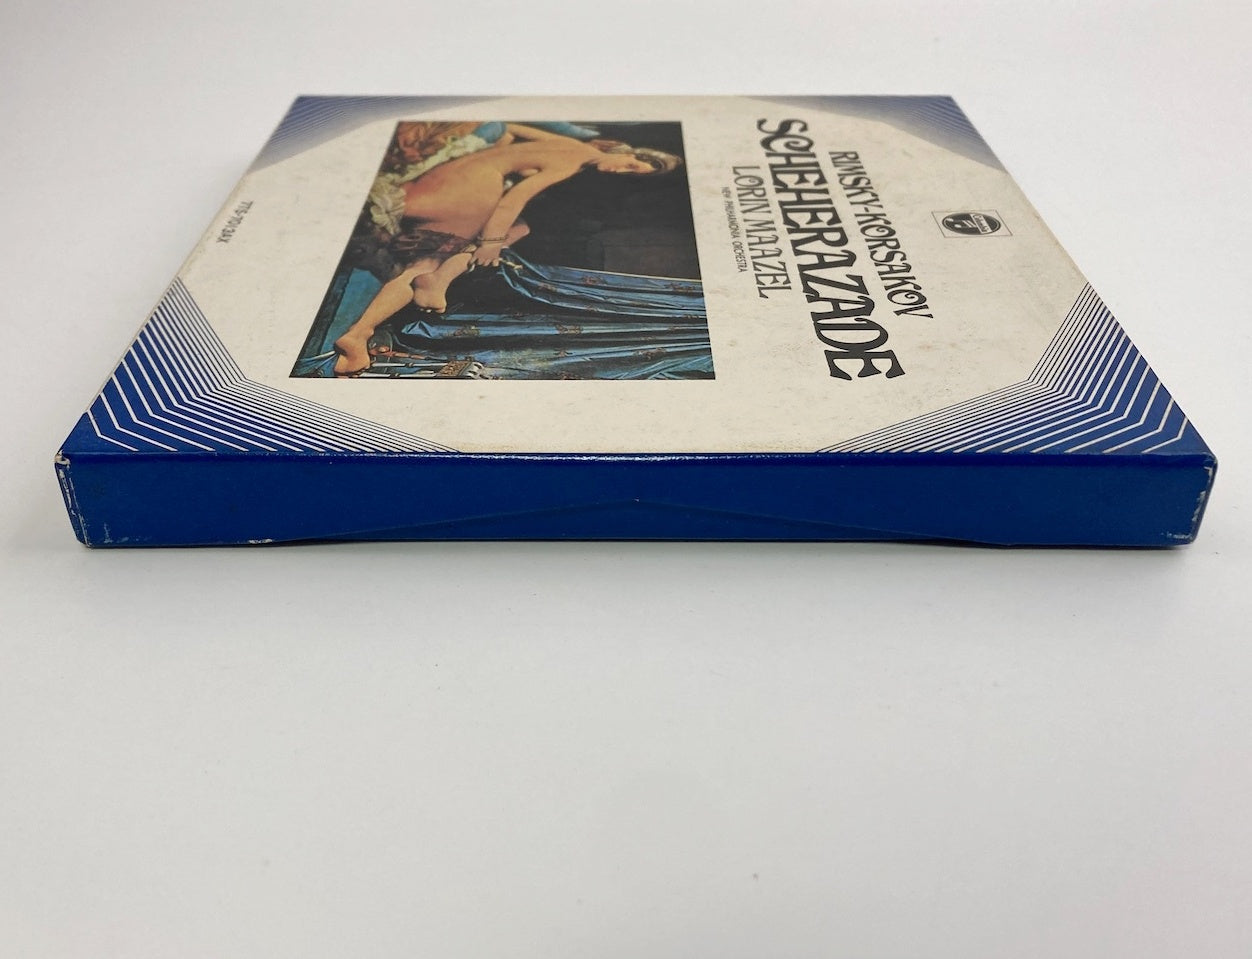 RIMSKY-KORSAKOV
SCHEHERAZADE
LORIN MAAZEL
NEW PHILHARMONIA ORCHESTRA